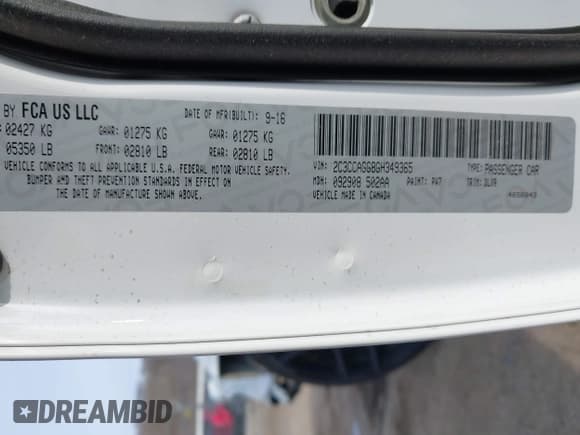 BY FCA US LLC
DATE OF MFR(BUILT): 9-16
02427 KG GAWR: 01275 KG GAWR: 01275 KG
05350 LB FRONT: 02810 LB REAR: 02810 LB
VEHICLE CONFORMS TO ALL APPLICABLE U.S.A. FEDERAL MOTOR VEHICLE SAFETY,
BUMPER AND THEFT PREVENTION STANDARDS IN EFFECT ON
THE DATE OF MANUFACTURE SHOWN ABOVE.
VIN: 2C3CCAGG8GH349365 TYPE: PASSENGER CAR
MDH: 092908 502AA PAINT: PW7 TRIM: DLX9
VEHICLE MADE IN CANADA
DREAMBID